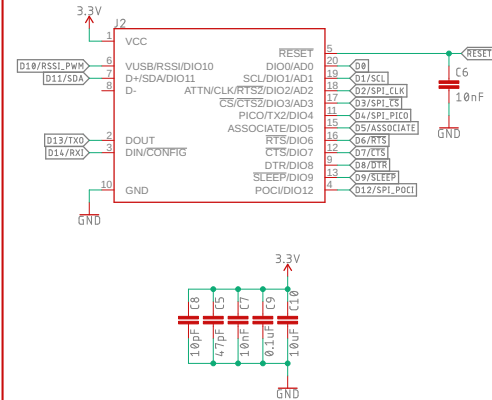 3.3V
J2
1 VCC
5 RESET RESET
6 VUSB/RSSI/DIO10 D10/RSSI_PWM
20 DIO0/AD0 D0
7 D+/SDA/DIO11 D11/SDA
19 SCL/DIO1/AD1 D1/SCL
8 D-
18 ATTN/CLK/RTS2/DIO2/AD2 D2/SPI_CLK
17 CS/CTS2/DIO3/AD3 D3/SPI_CS
11 PICO/TX2/DIO4 D4/SPI_PICO
15 ASSOCIATE/DIO5 D5/ASSOCIATE
2 DOUT D13/TXO
16 RTS/DIO6 D6/RTS
3 DIN/CONFIG D14/RXI
12 CTS/DIO7 D7/CTS
9 DTR/DIO8 D8/DTR
13 SLEEP/DIO9 D9/SLEEP
10 GND
4 POCI/DIO12 D12/SPI_POCI
GND
C6
10nF
GND
3.3V
C8
10pF
C5
47pF
C7
10nF
C9
0.1uF
C10
10uF
GND